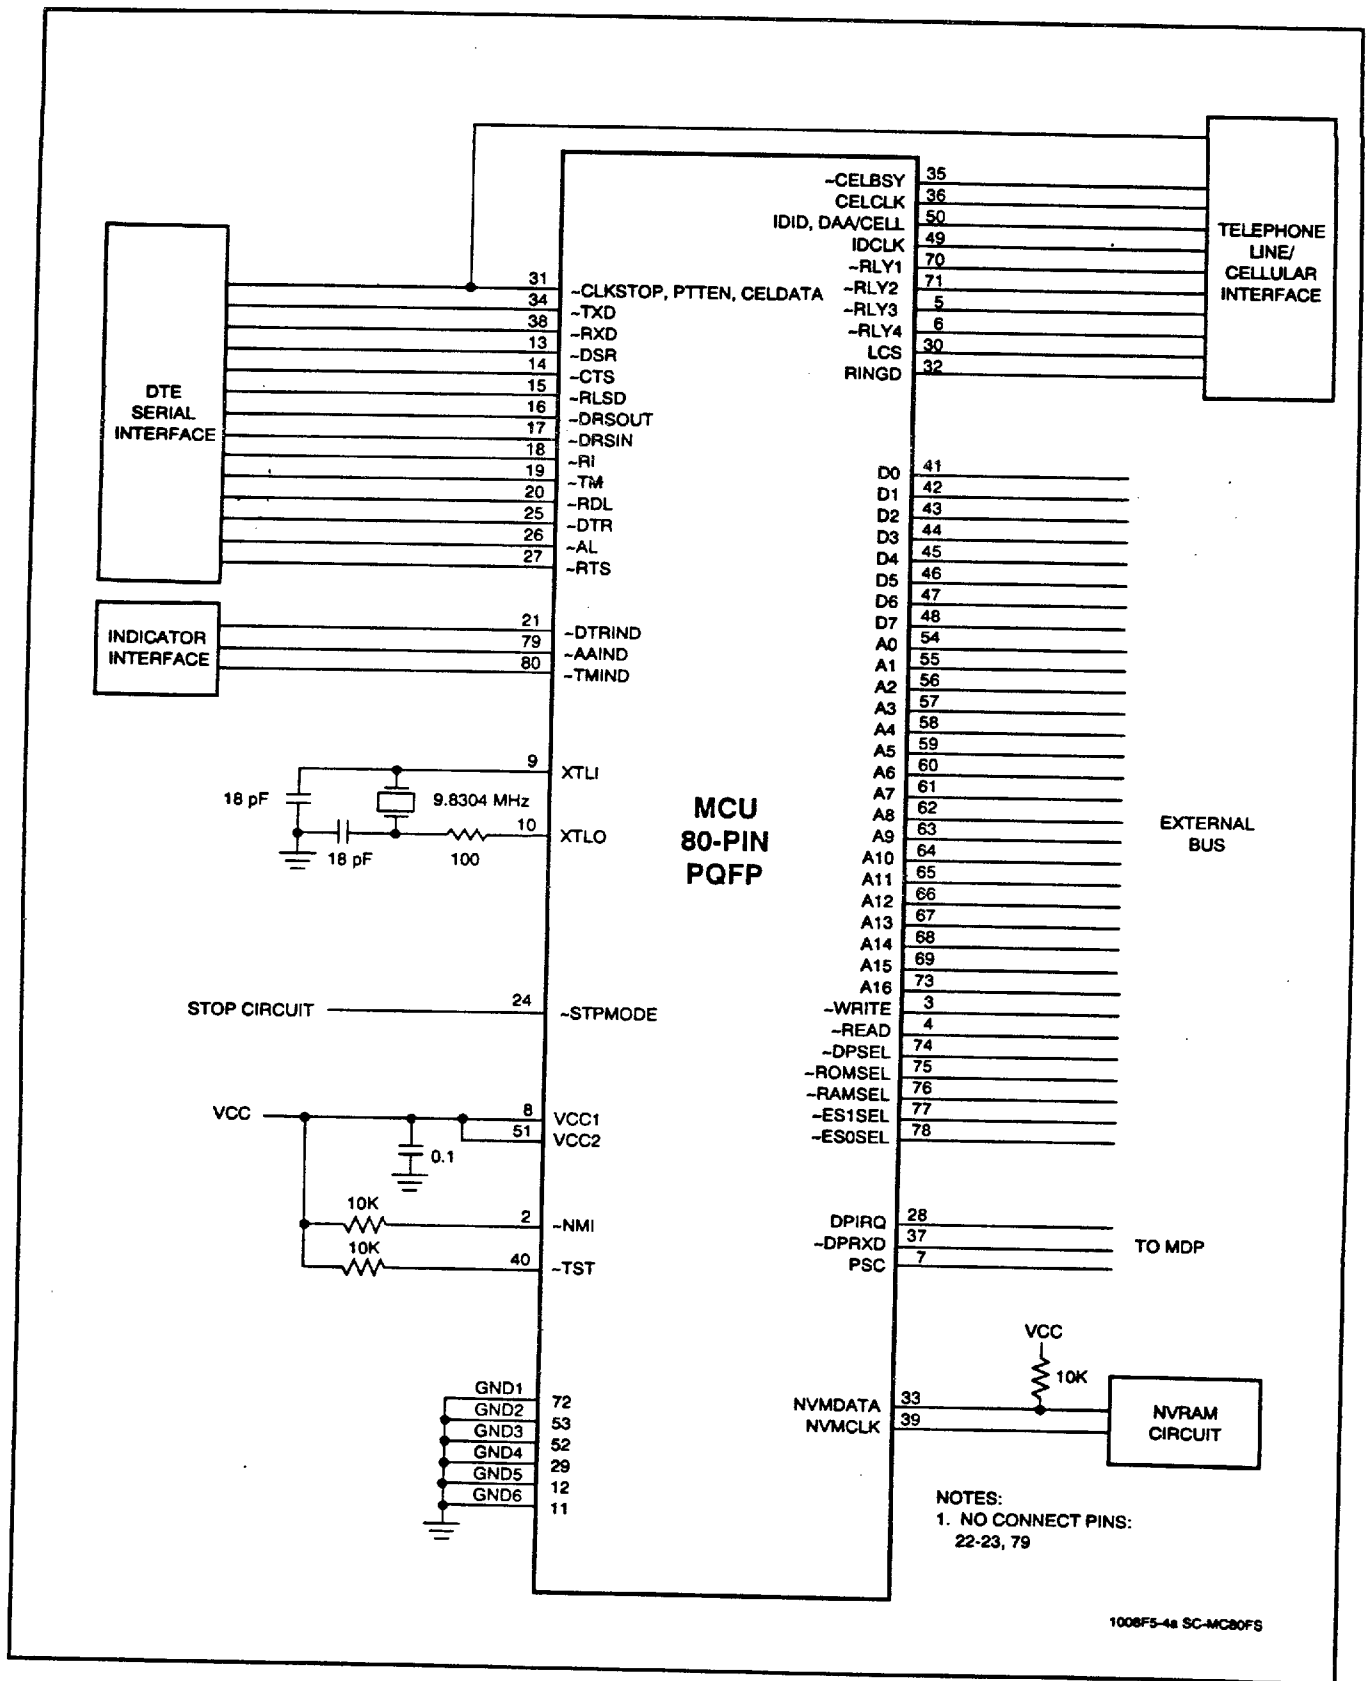 ~CELBSY 35
CELCLK 36
IDID, DAA/CELL 50
IDCLK 49
~RLY1 70
~RLY2 71
~RLY3 5
~RLY4 6
LCS 30
RINGD 32
TELEPHONE
LINE/
CELLULAR
INTERFACE
DTE
SERIAL
INTERFACE
31 ~CLKSTOP, PTTEN, CELDATA
34 ~TXD
38 ~RXD
13 ~DSR
14 ~CTS
15 ~RLSD
16 ~DRSOUT
17 ~DRSIN
18 ~RI
19 ~TM
20 ~RDL
25 ~DTR
26 ~AL
27 ~RTS
INDICATOR
INTERFACE
21 ~DTRIND
79 ~AAIND
80 ~TMIND
9 XTLI
18 pF
9.8304 MHz
10 XTLO
18 pF
100
MCU
80-PIN
PQFP
D0 41
D1 42
D2 43
D3 44
D4 45
D5 46
D6 47
D7 48
A0 54
A1 55
A2 56
A3 57
A4 58
A5 59
A6 60
A7 61
A8 62
A9 63
A10 64
A11 65
A12 66
A13 67
A14 68
A15 69
A16 73
~WRITE 3
~READ 4
~DPSEL 74
~ROMSEL 75
~RAMSEL 76
~ES1SEL 77
~ES0SEL 78
EXTERNAL
BUS
STOP CIRCUIT 24 ~STPMODE
VCC 8 VCC1
51 VCC2
0.1
10K 2 ~NMI
10K 40 ~TST
DPIRQ 28
~DPRXD 37
PSC 7
TO MDP
VCC
10K
NVMDATA 33
NVMCLK 39
NVRAM
CIRCUIT
GND1 72
GND2 53
GND3 52
GND4 29
GND5 12
GND6 11
NOTES:
1. NO CONNECT PINS:
22-23, 79
1008F5-4a SC-MC80FS